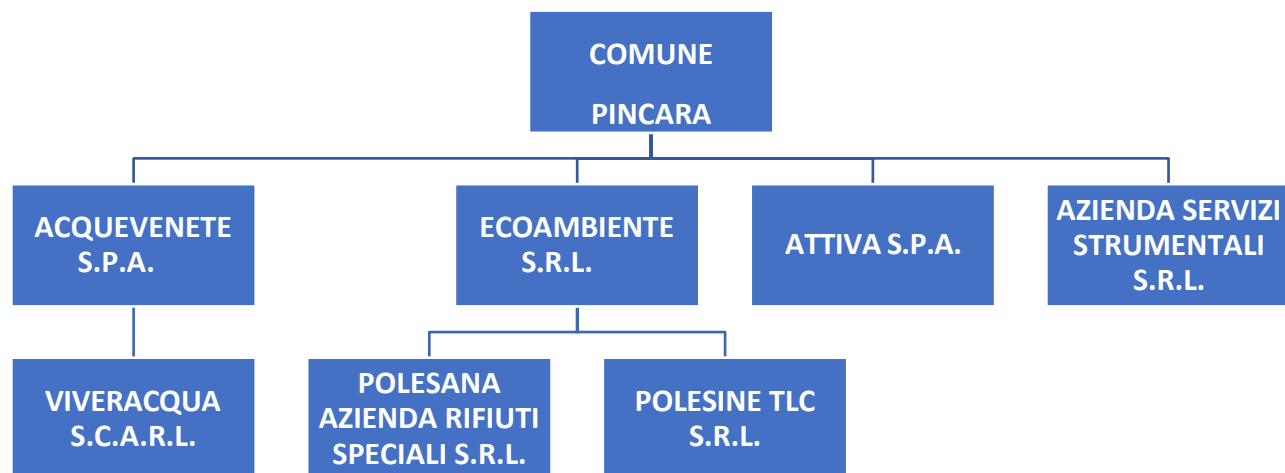 COMUNE
PINCARA
ACQUEVENETE
S.P.A.
ECOAMBIENTE
S.R.L.
ATTIVA S.P.A.
AZIENDA SERVIZI
STRUMENTALI
S.R.L.
VIVERACQUA
S.C.A.R.L.
POLESANA
AZIENDA RIFIUTI
SPECIALI S.R.L.
POLESINE TLC
S.R.L.